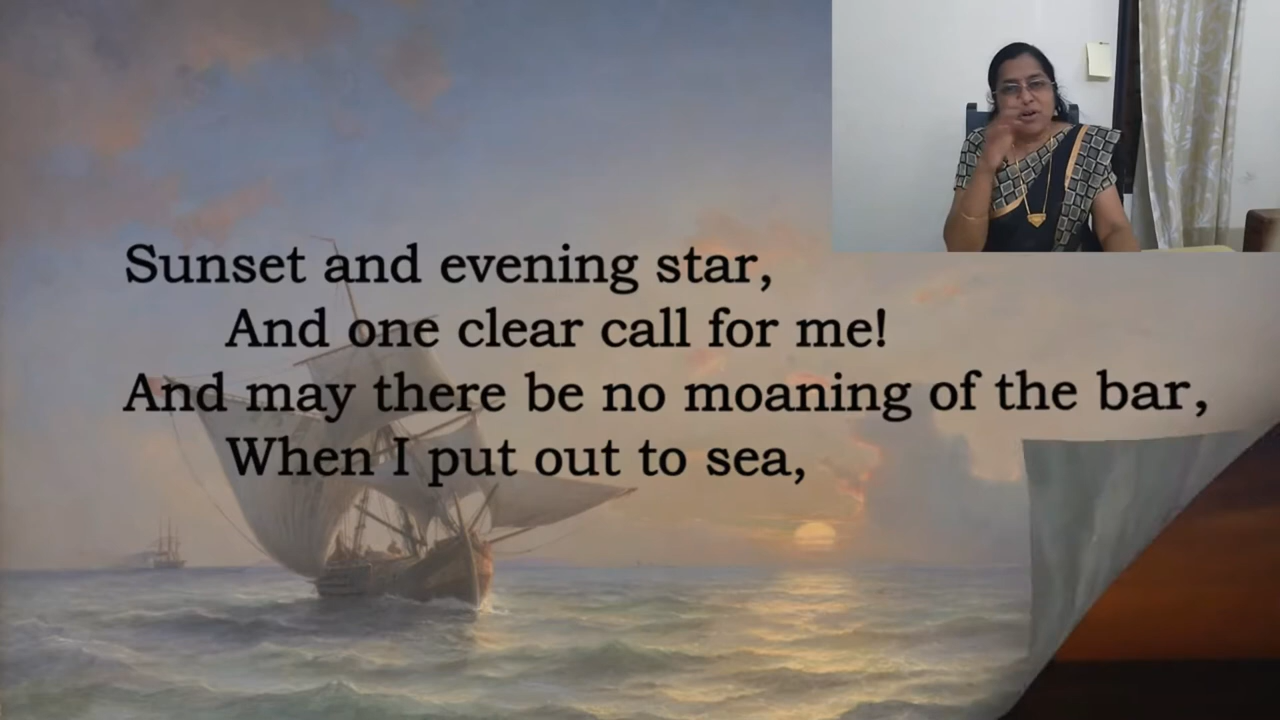 Sunset and evening star,
And one clear call for me!
And may there be no moaning of the bar,
When I put out to sea,